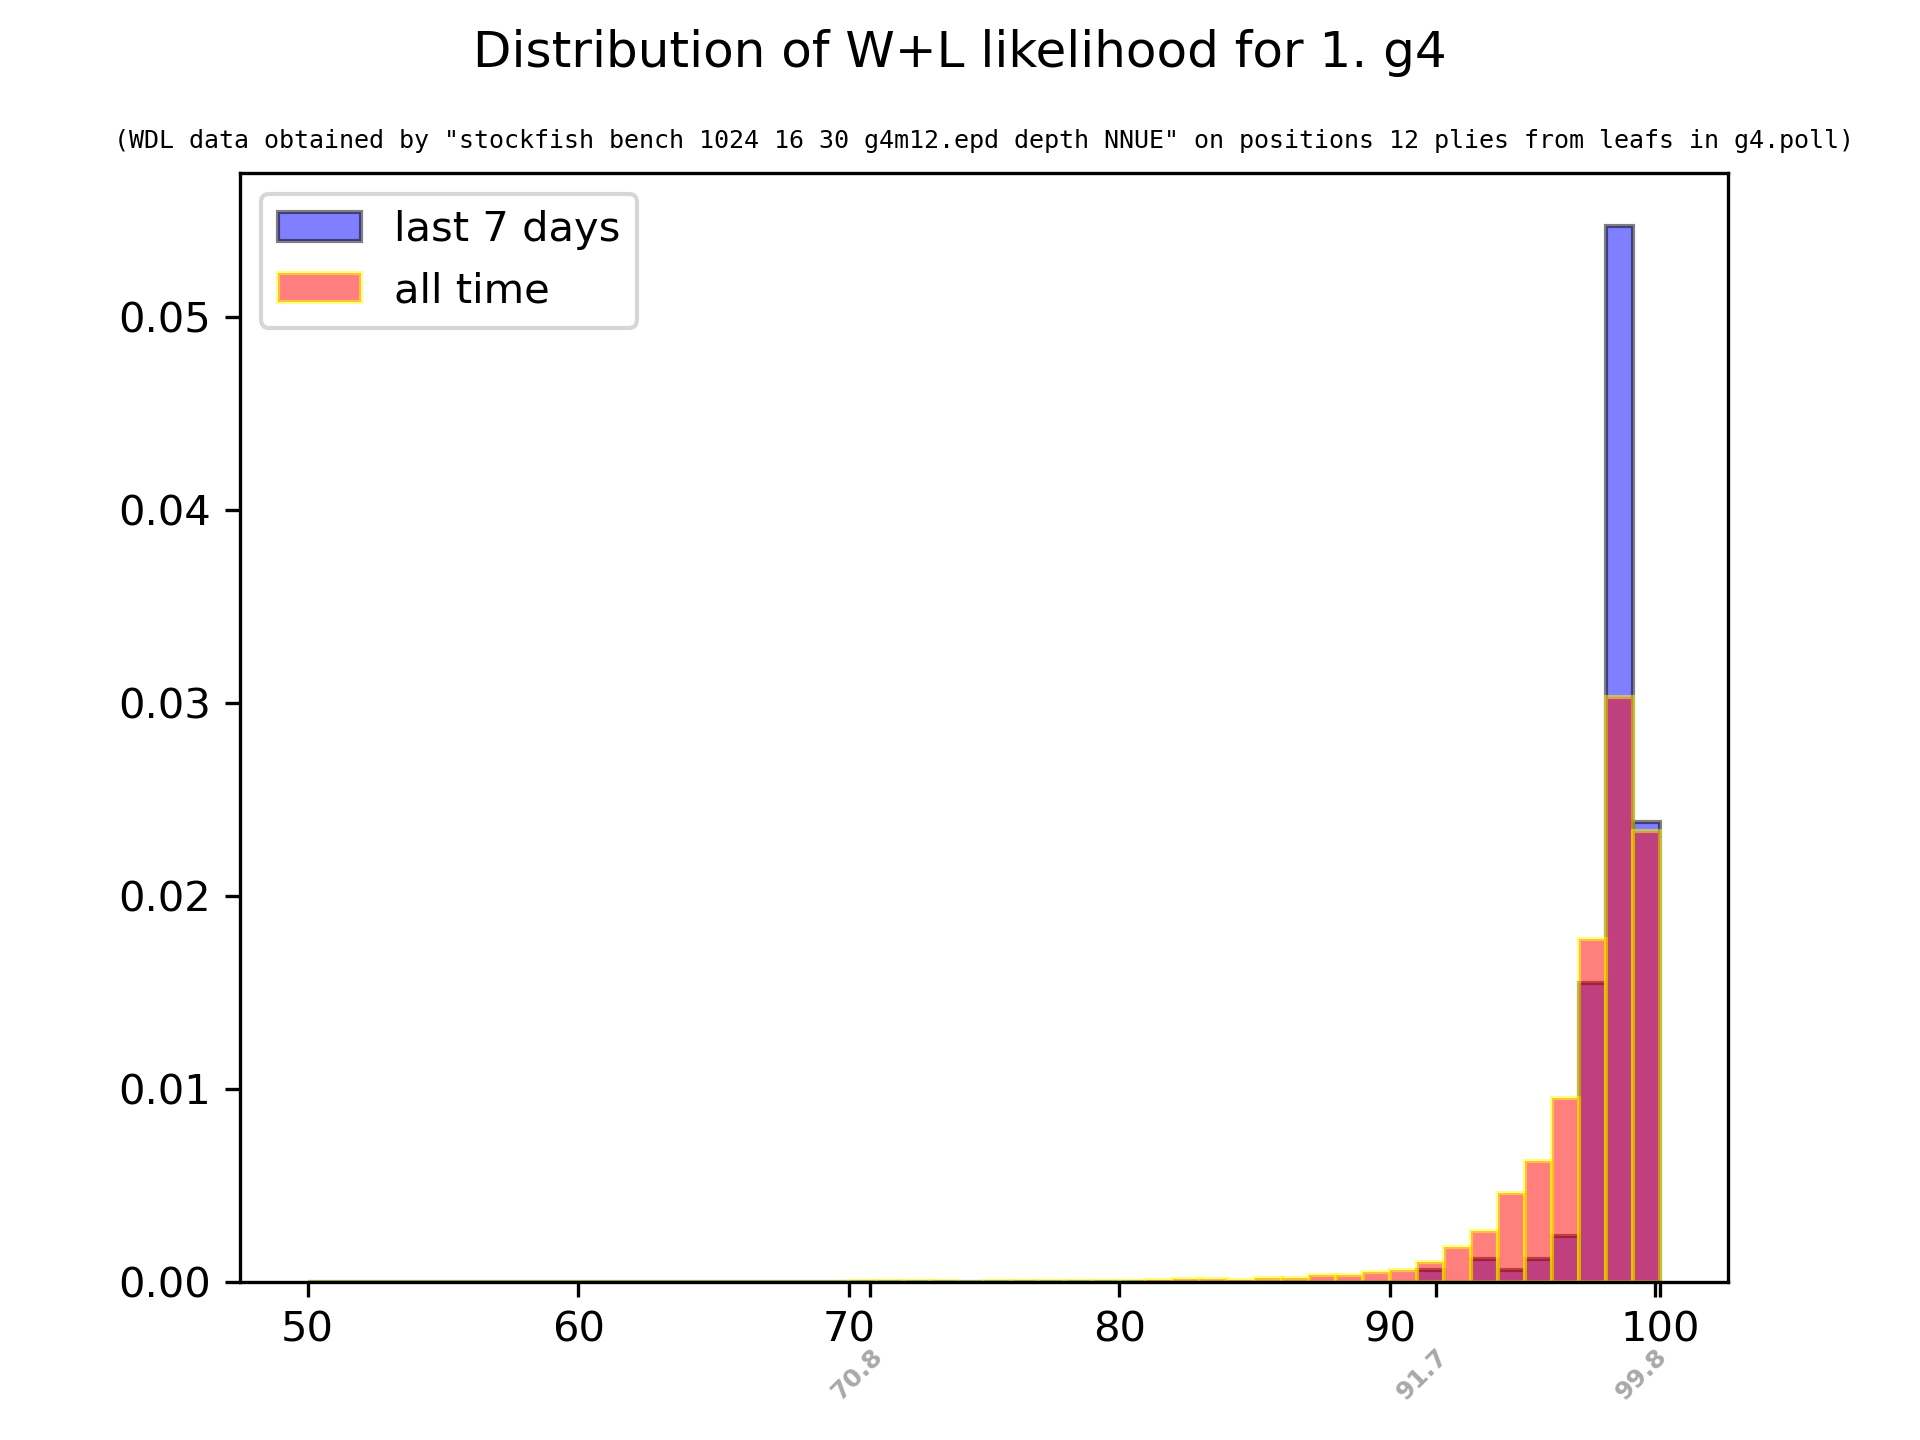 Distribution of W+L likelihood for 1. g4
(WDL data obtained by "stockfish bench 1024 16 30 g4m12.epd depth NNUE" on positions 12 plies from leafs in g4.poll)
last 7 days
all time
0.05
0.04
0.03
0.02
0.01
0.00
50 60 70 80 90 100
70.8 91.7 99.8